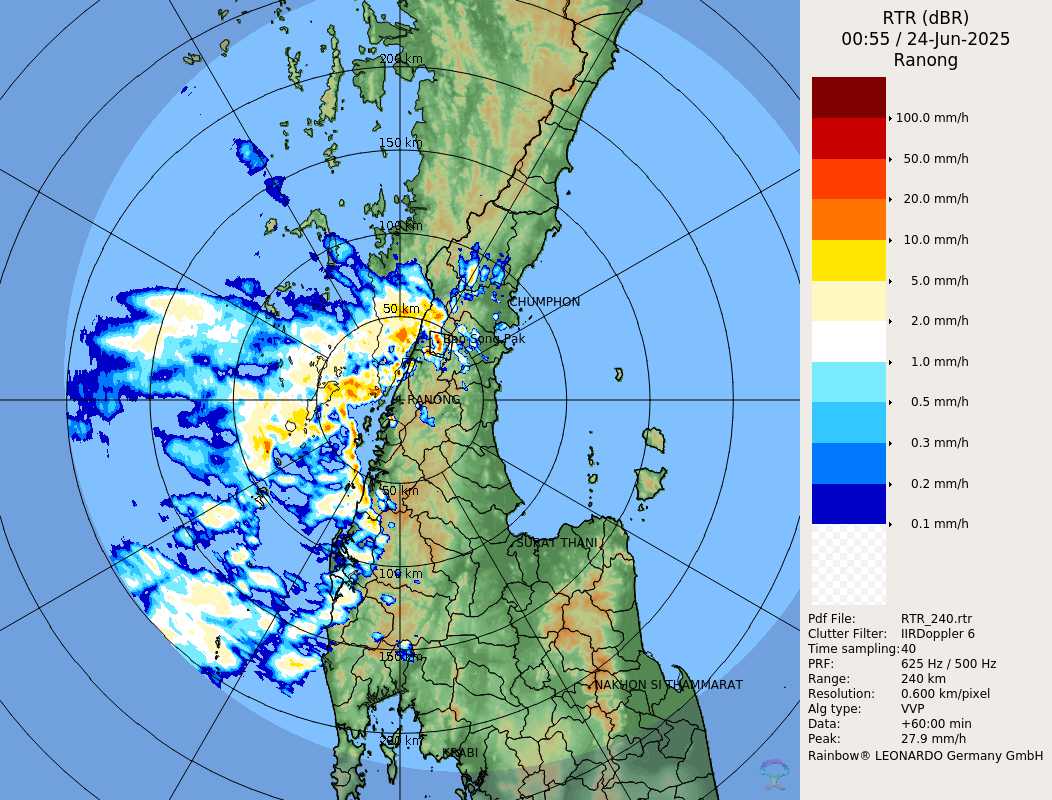 RTR (dBR)
00:55 / 24-Jun-2025
Ranong
100.0 mm/h
50.0 mm/h
20.0 mm/h
10.0 mm/h
5.0 mm/h
2.0 mm/h
1.0 mm/h
0.5 mm/h
0.3 mm/h
0.2 mm/h
0.1 mm/h
Pdf File: RTR_240.rtr
Clutter Filter: IIRDoppler 6
Time sampling: 40
PRF: 625 Hz / 500 Hz
Range: 240 km
Resolution: 0.600 km/pixel
Alg type: VVP
Data: +60:00 min
Peak: 27.9 mm/h
Rainbow® LEONARDO Germany GmbH
200 km
150 km
100 km
50 km
CHUMPHON
Ban Song Pak
RANONG
50 km
SURAT THANI
100 km
150 km
NAKHON SI THAMMARAT
200 km
KRABI